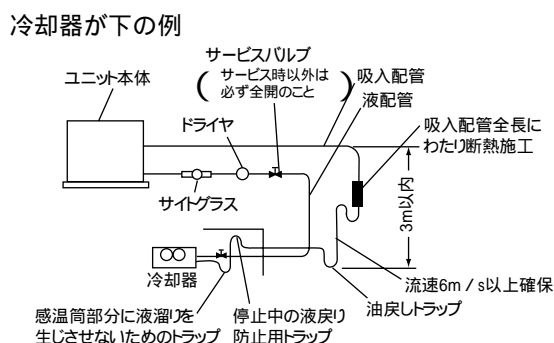 冷却器が下の例
サービスバルブ
(サービス時以外は
必ず全開のこと)
ユニット本体
吸入配管
液配管
ドライヤ
吸入配管全長に
わたり断熱施工
サイトグラス
3m以内
冷却器
流速6m/s以上確保
油戻しトラップ
感温筒部分に液溜りを
生じさせないためのトラップ
停止中の液戻り
防止用トラップ